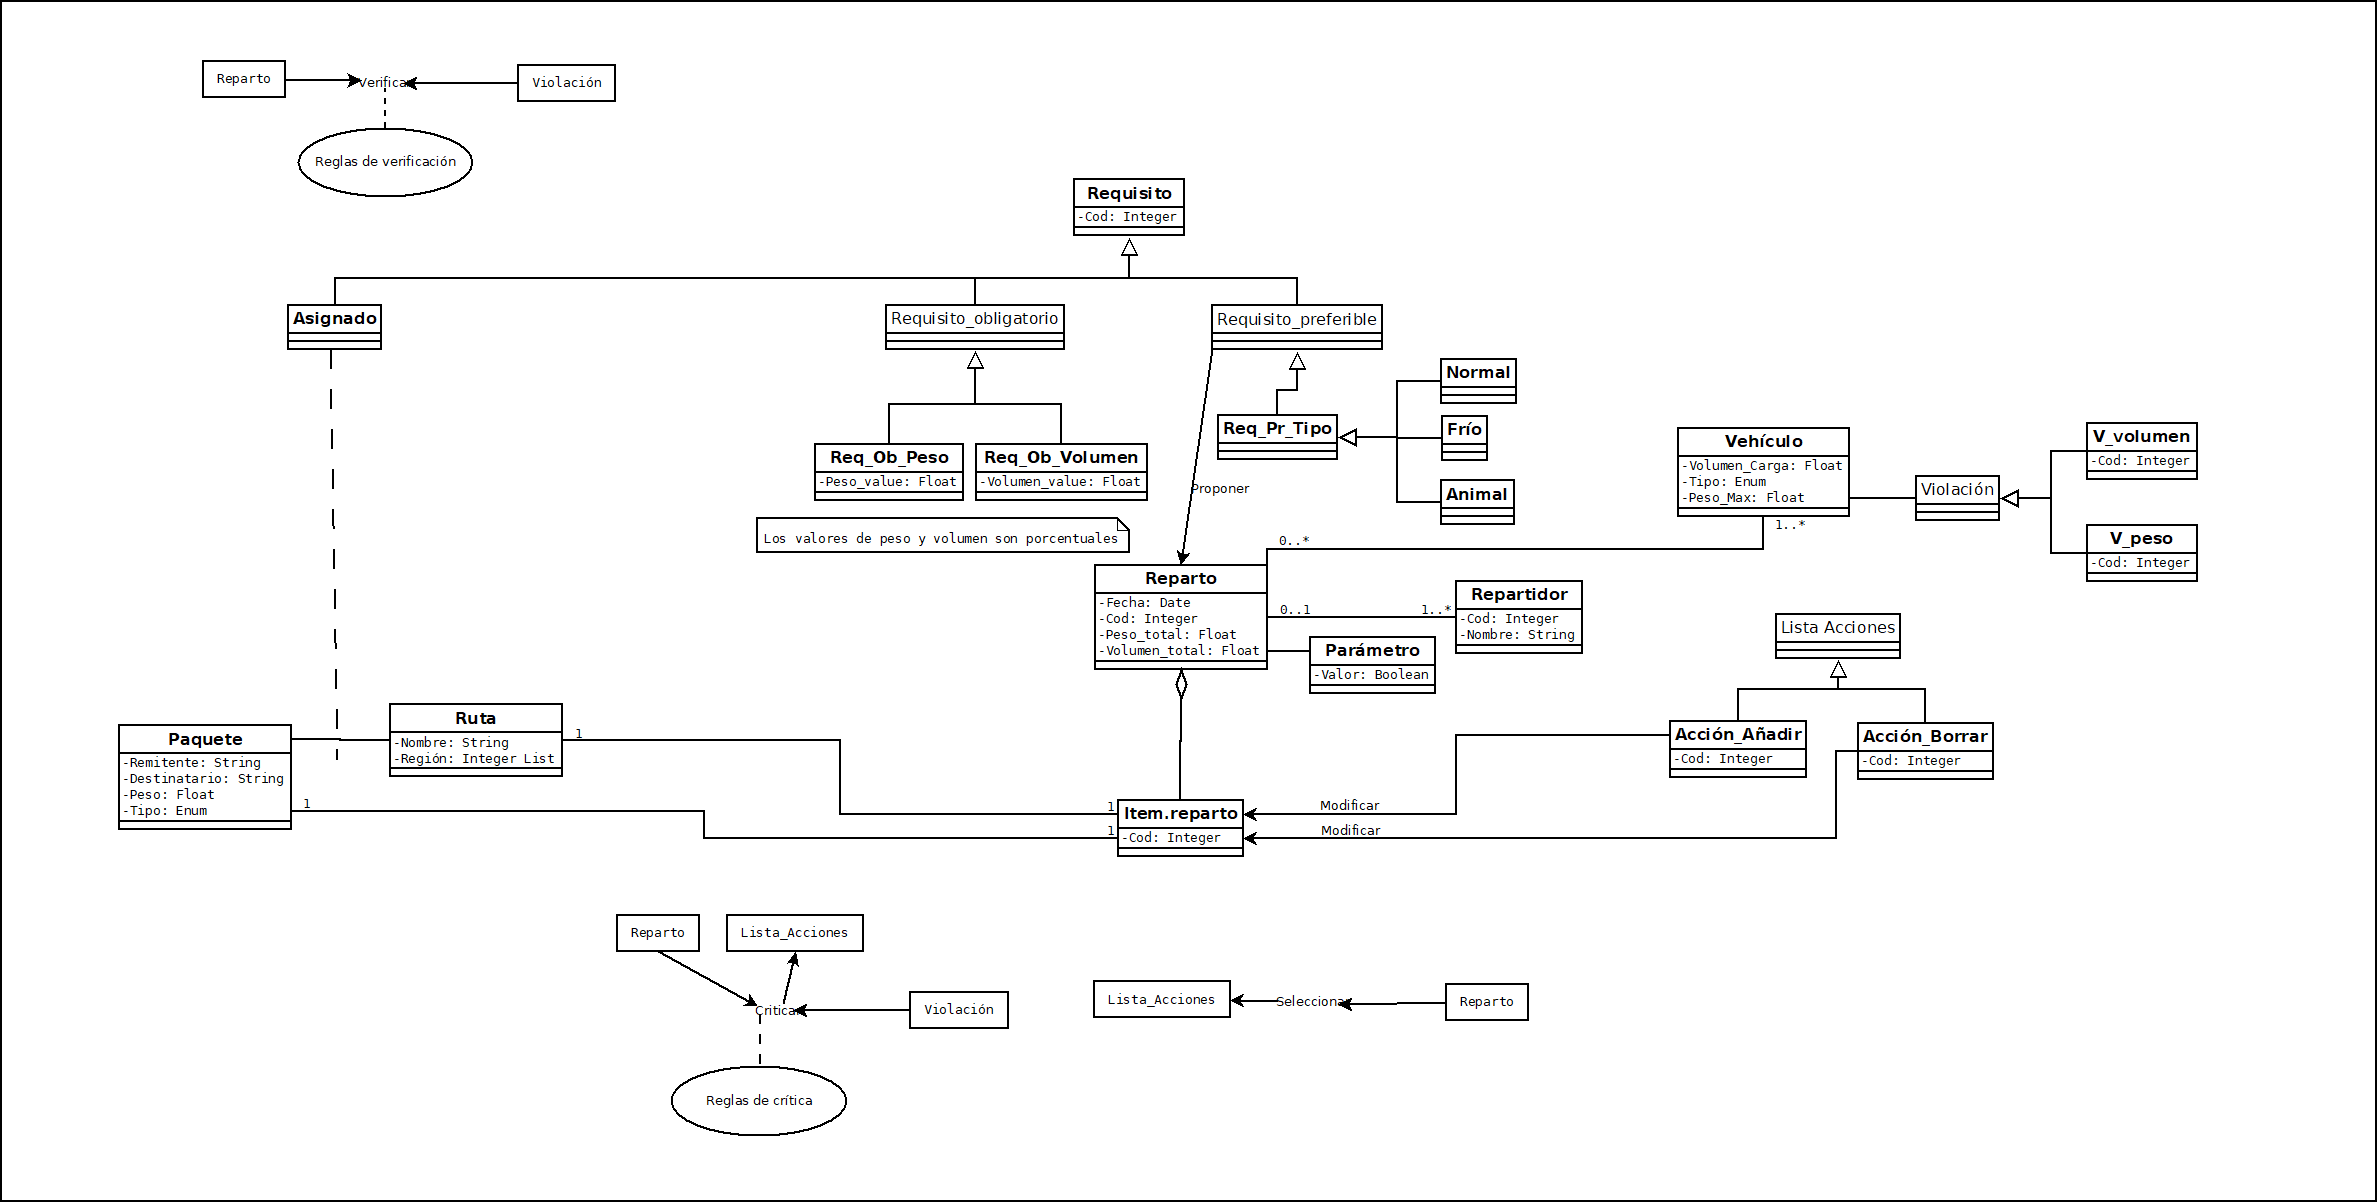 Reparto
Verificar
Violación
Reglas de verificación
Requisito
-Cod: Integer
Asignado
Requisito_obligatorio
Requisito_preferible
Req_Ob_Peso
-Peso_value: Float
Req_Ob_Volumen
-Volumen_value: Float
Los valores de peso y volumen son porcentuales
Req_Pr_Tipo
Normal
Frío
Animal
Proponer
Vehículo
-Volumen_Carga: Float
-Tipo: Enum
-Peso_Max: Float
Violación
V_volumen
-Cod: Integer
V_peso
-Cod: Integer
0..*
1..*
Reparto
-Fecha: Date
-Cod: Integer
-Peso_total: Float
-Volumen_total: Float
0..1
1..*
Repartidor
-Cod: Integer
-Nombre: String
Parámetro
-Valor: Boolean
Lista Acciones
Acción_Añadir
-Cod: Integer
Acción_Borrar
-Cod: Integer
Paquete
-Remitente: String
-Destinatario: String
-Peso: Float
-Tipo: Enum
Ruta
-Nombre: String
-Región: Integer List
1
1
1
1
Item.reparto
-Cod: Integer
Modificar
Modificar
Reparto
Lista_Acciones
Criticar
Violación
Reglas de crítica
Lista_Acciones
Seleccionar
Reparto